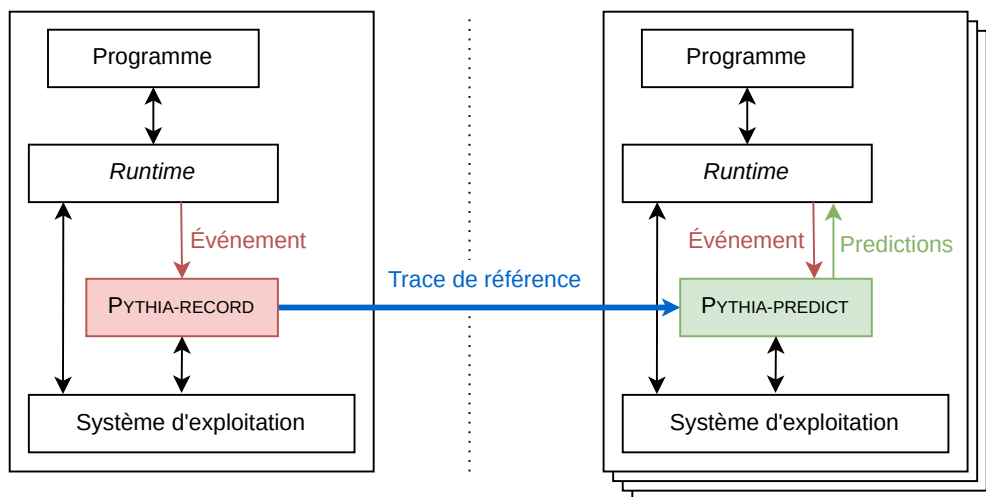 Programme
Runtime
Événement
PYTHIA-RECORD
Système d'exploitation
Trace de référence
Programme
Runtime
Événement
Predictions
PYTHIA-PREDICT
Système d'exploitation